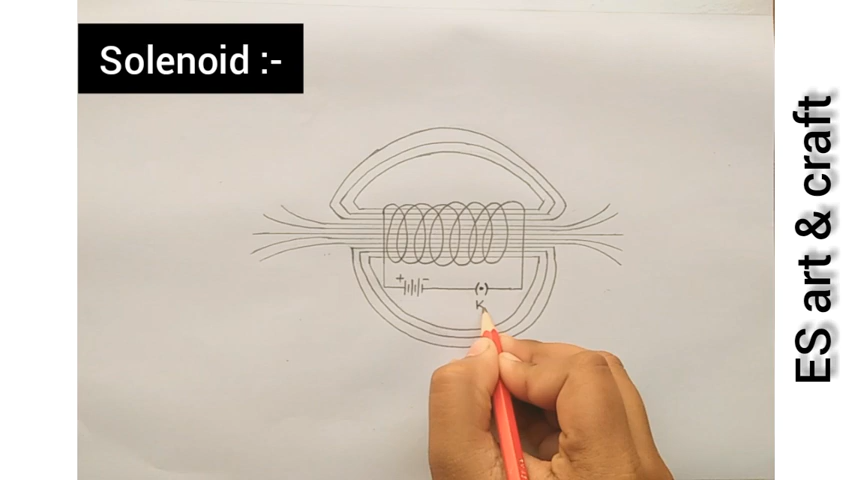 Solenoid :-
+ -
K
ES art & craft